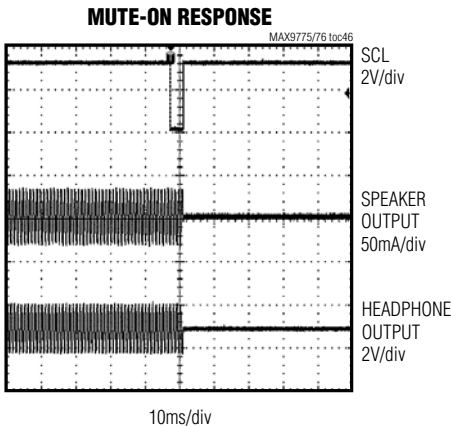 MUTE-ON RESPONSE
MAX9775/76 toc46
SCL
2V/div
SPEAKER
OUTPUT
50mA/div
HEADPHONE
OUTPUT
2V/div
10ms/div